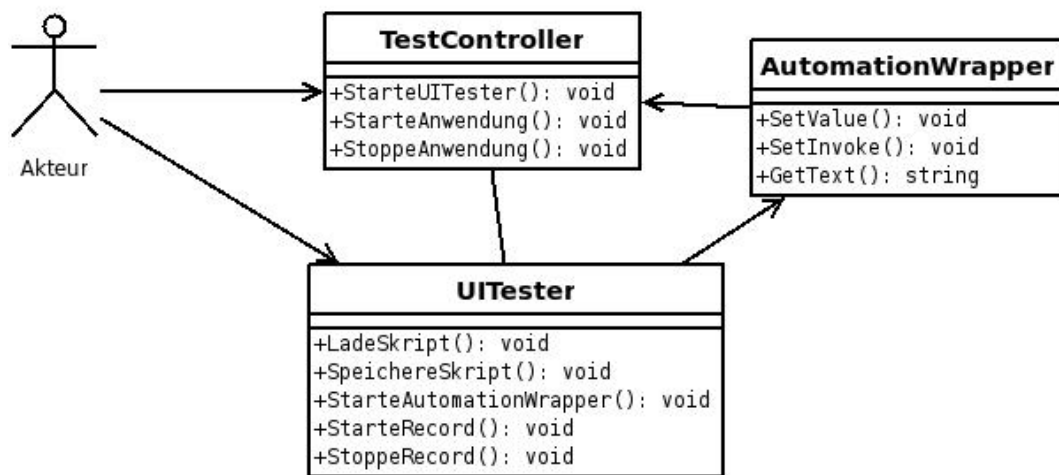 Akteur
TestController
+StarteUITester(): void
+StarteAnwendung(): void
+StoppeAnwendung(): void
AutomationWrapper
+SetValue(): void
+SetInvoke(): void
+GetText(): string
UITester
+LadeSkript(): void
+SpeichereSkript(): void
+StarteAutomationWrapper(): void
+StarteRecord(): void
+StoppeRecord(): void